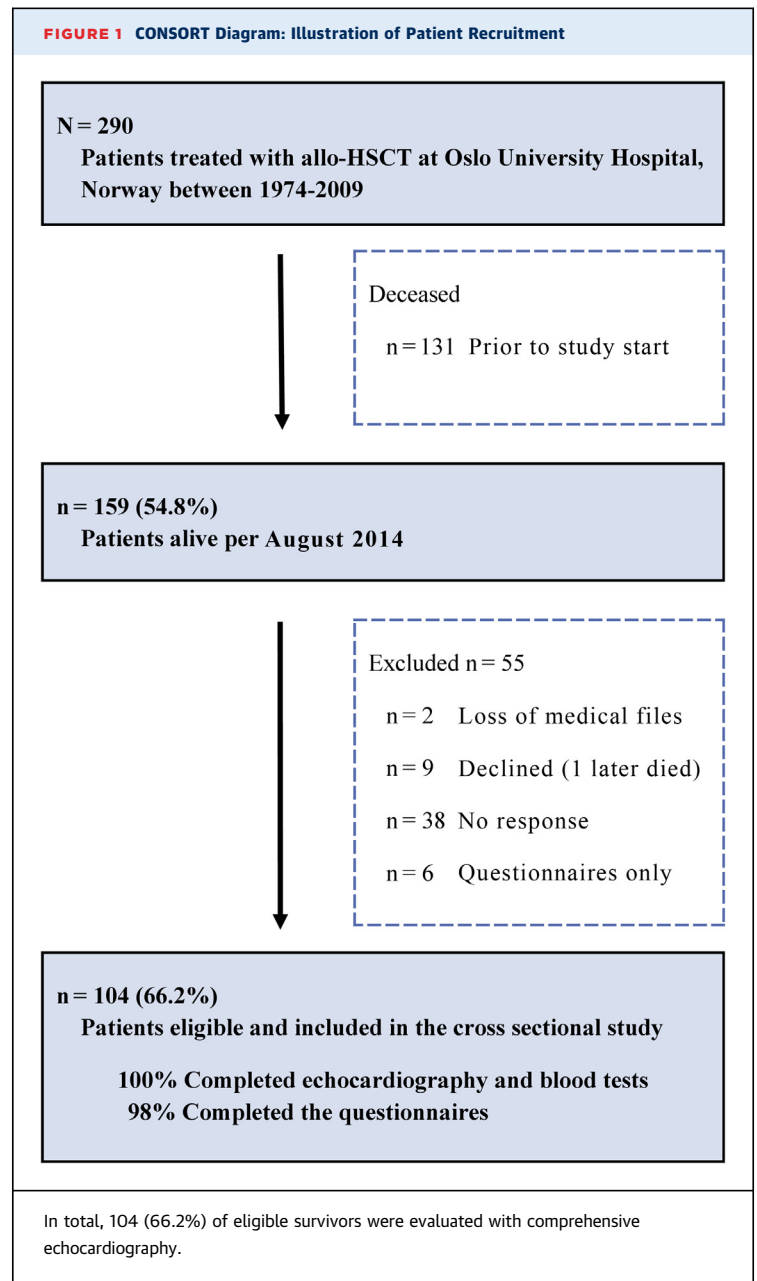 FIGURE 1 CONSORT Diagram: Illustration of Patient Recruitment
N = 290
Patients treated with allo-HSCT at Oslo University Hospital,
Norway between 1974-2009
Deceased
n = 131 Prior to study start
n = 159 (54.8%)
Patients alive per August 2014
Excluded n = 55
n = 2 Loss of medical files
n = 9 Declined (1 later died)
n = 38 No response
n = 6 Questionnaires only
n = 104 (66.2%)
Patients eligible and included in the cross sectional study
100% Completed echocardiography and blood tests
98% Completed the questionnaires
In total, 104 (66.2%) of eligible survivors were evaluated with comprehensive
echocardiography.